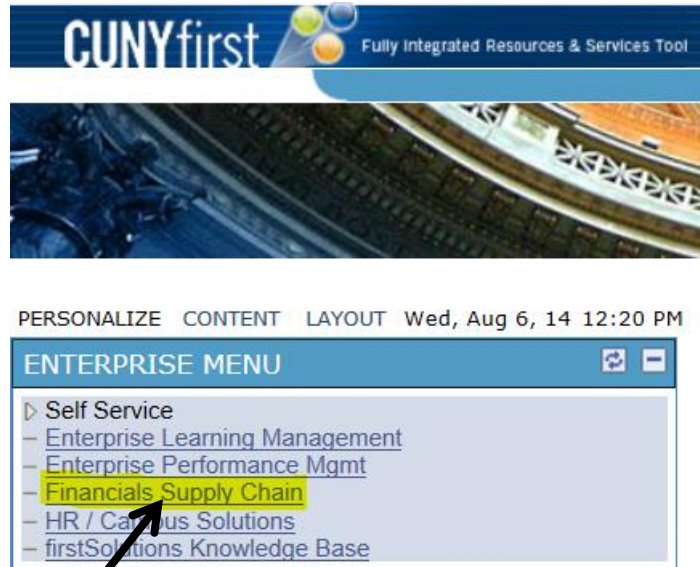 CUNYfirst Fully Integrated Resources & Services Tool
PERSONALIZE CONTENT LAYOUT Wed, Aug 6, 14 12:20 PM
ENTERPRISE MENU
Self Service
– Enterprise Learning Management
– Enterprise Performance Mgmt
– Financials Supply Chain
– HR / Campus Solutions
– firstSolutions Knowledge Base